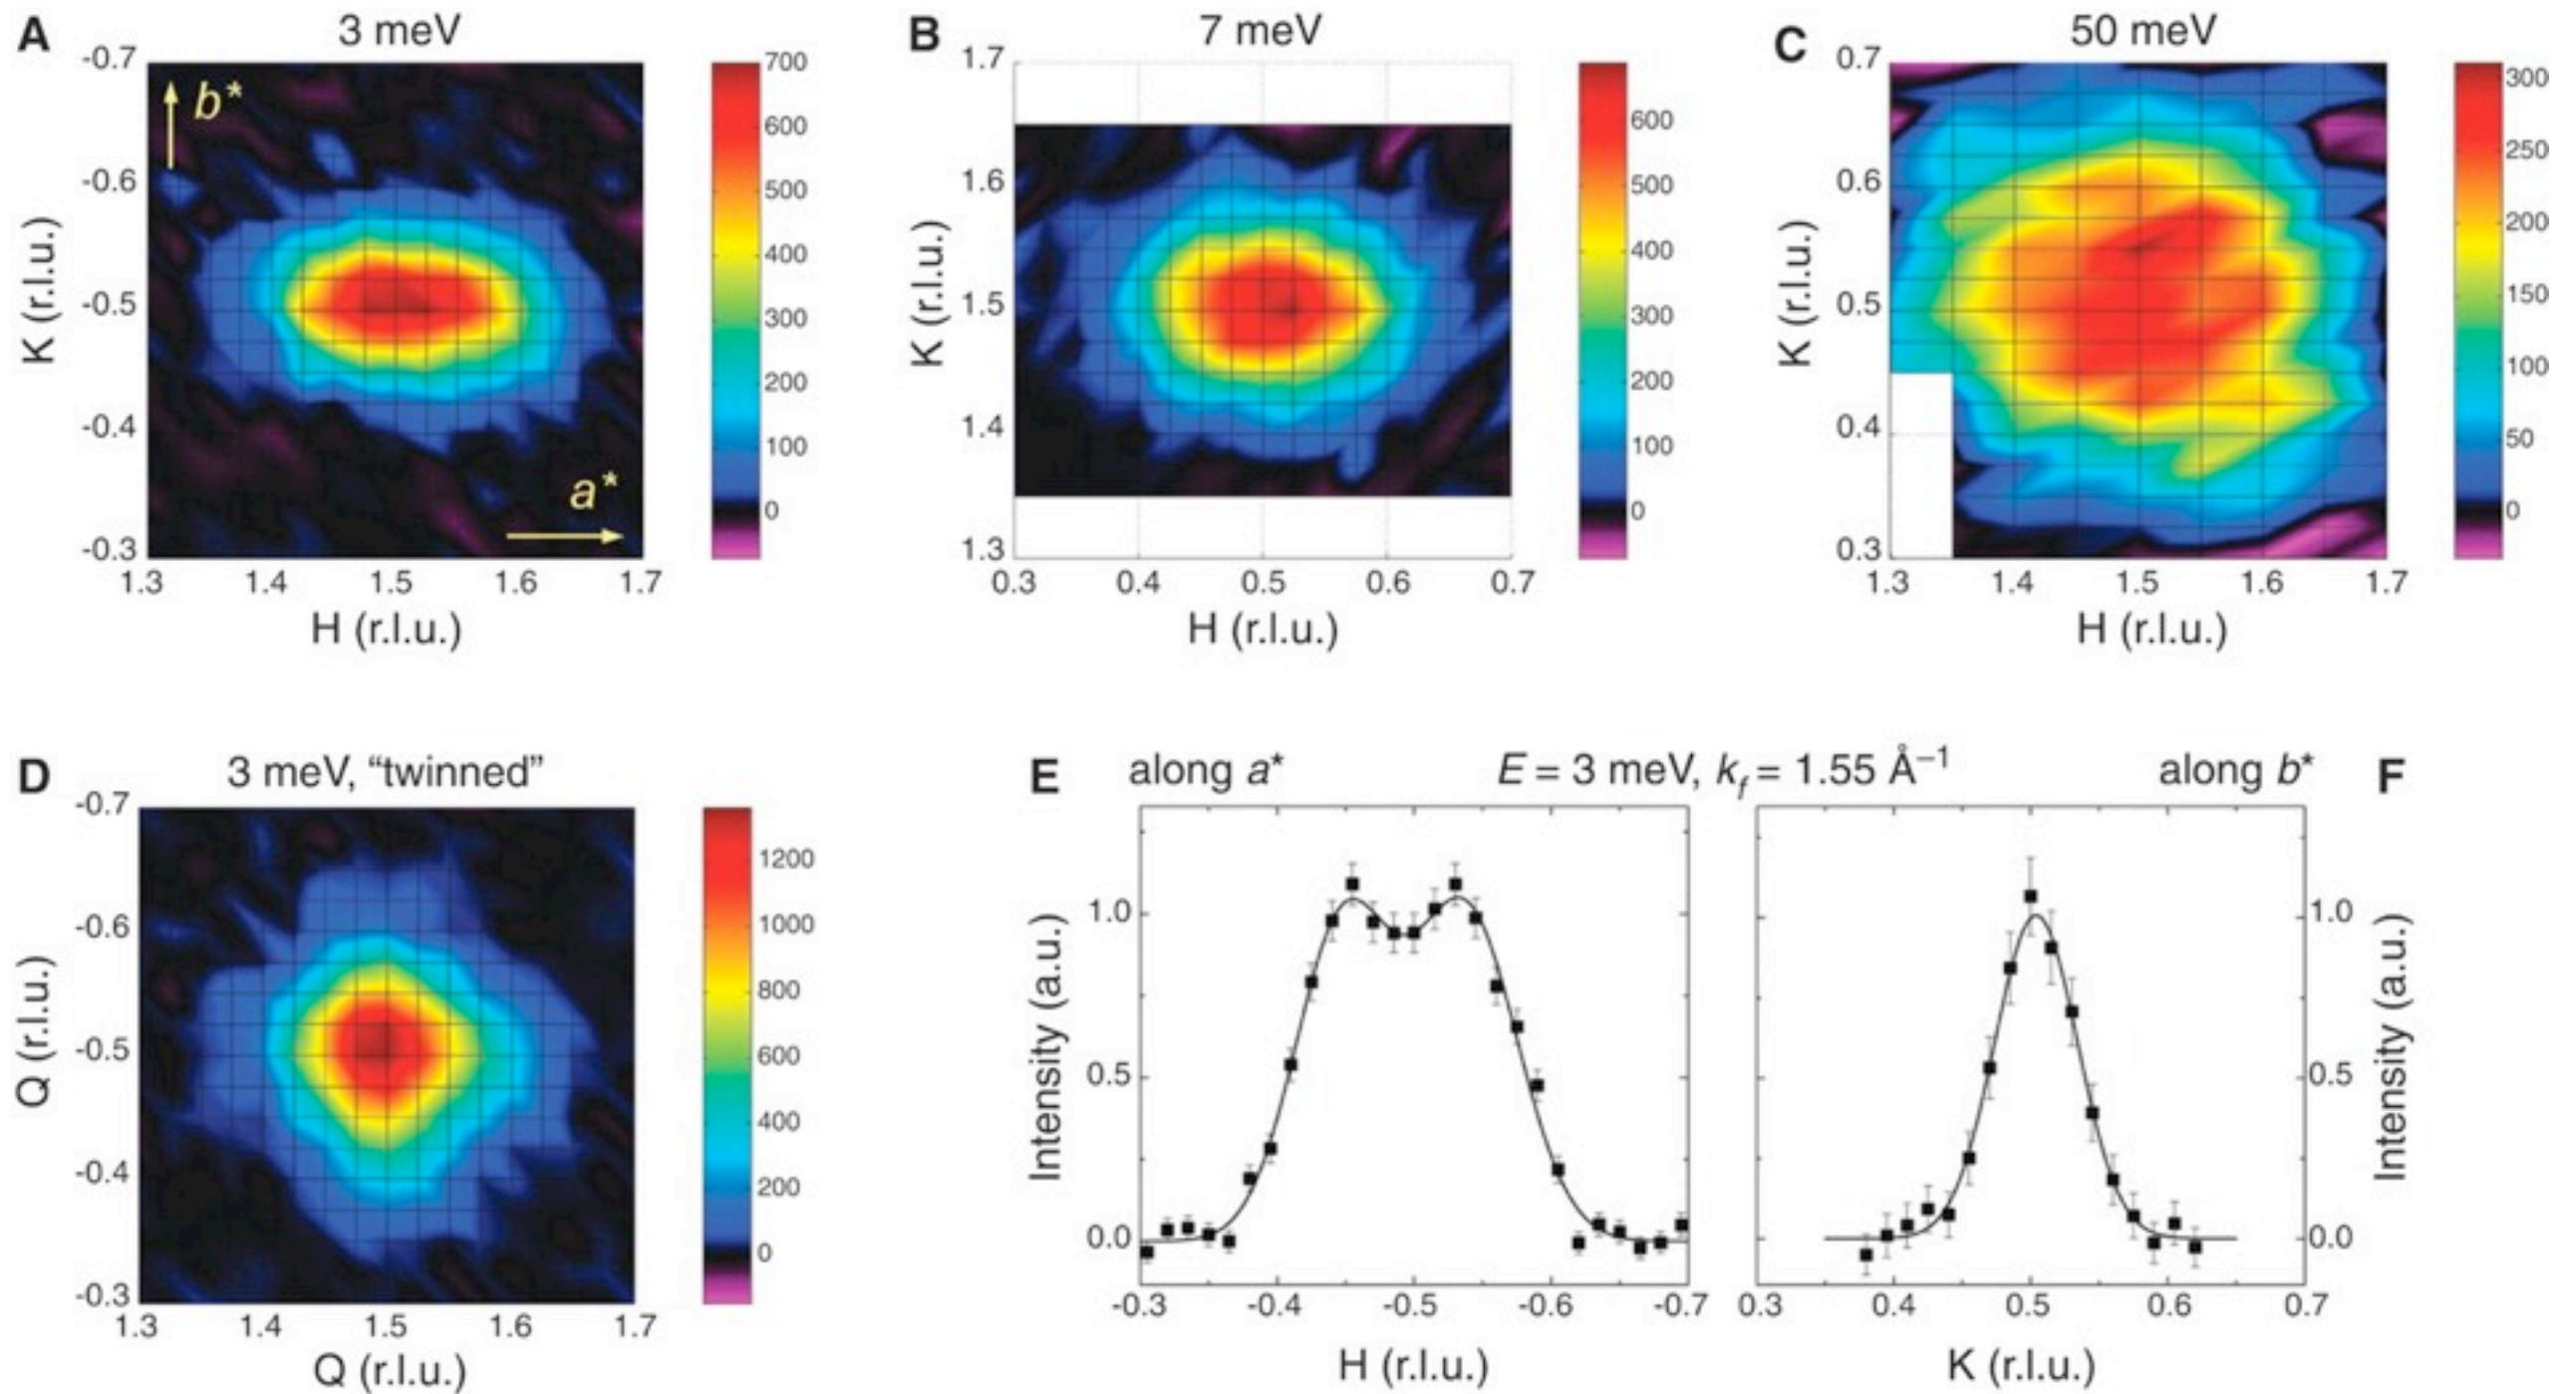 A
3 meV
-0.7
-0.6
-0.5
-0.4
-0.3
K (r.l.u.)
b*
a*
1.3 1.4 1.5 1.6 1.7
H (r.l.u.)
700
600
500
400
300
200
100
0
B
7 meV
1.7
1.6
1.5
1.4
1.3
K (r.l.u.)
0.3 0.4 0.5 0.6 0.7
H (r.l.u.)
600
500
400
300
200
100
0
C
50 meV
0.7
0.6
0.5
0.4
0.3
K (r.l.u.)
1.3 1.4 1.5 1.6 1.7
H (r.l.u.)
300
250
200
150
100
50
0
D
3 meV, “twinned”
-0.7
-0.6
-0.5
-0.4
-0.3
Q (r.l.u.)
1.3 1.4 1.5 1.6 1.7
Q (r.l.u.)
1200
1000
800
600
400
200
0
E along a* E = 3 meV, kf = 1.55 Å–1 along b* F
1.0
0.5
0.0
Intensity (a.u.)
-0.3 -0.4 -0.5 -0.6 -0.7
H (r.l.u.)
0.3 0.4 0.5 0.6 0.7
K (r.l.u.)
1.0
0.5
0.0
Intensity (a.u.)